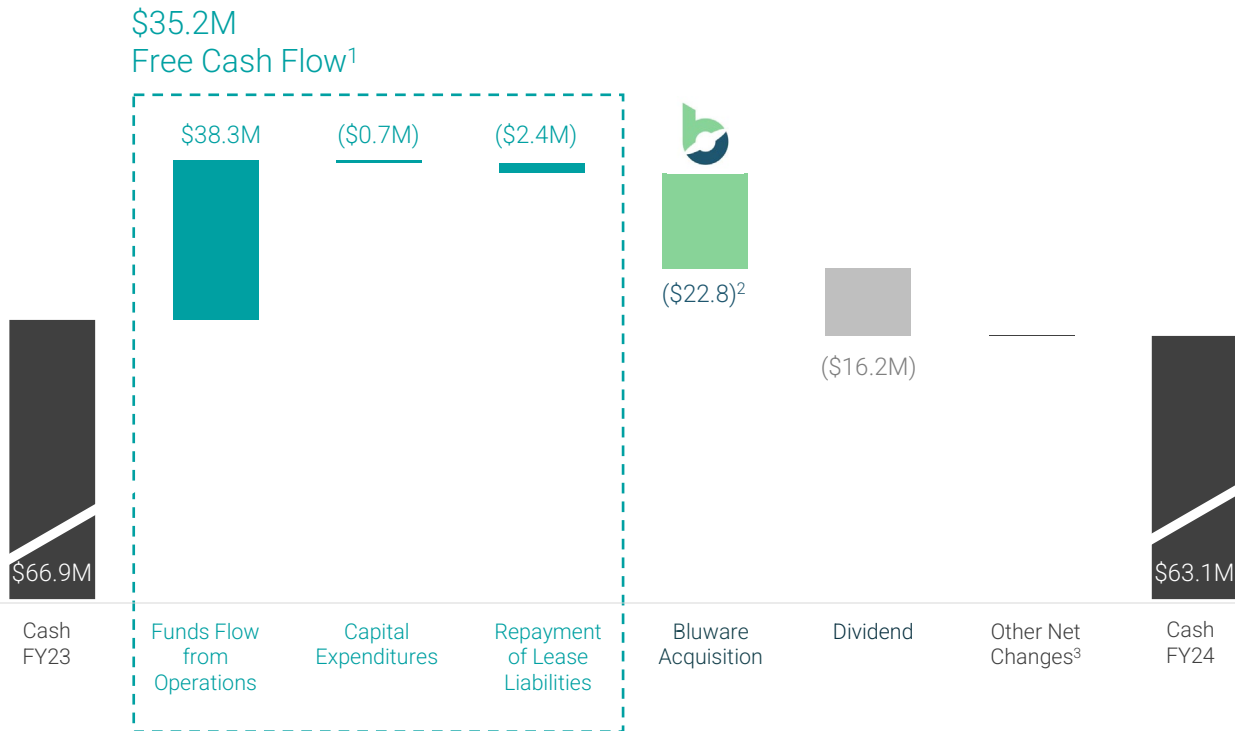 $35.2M
Free Cash Flow¹
$38.3M
($0.7M)
($2.4M)
($22.8)²
($16.2M)
$66.9M
$63.1M
Cash
FY23
Funds Flow
from
Operations
Capital
Expenditures
Repayment
of Lease
Liabilities
Bluware
Acquisition
Dividend
Other Net
Changes³
Cash
FY24